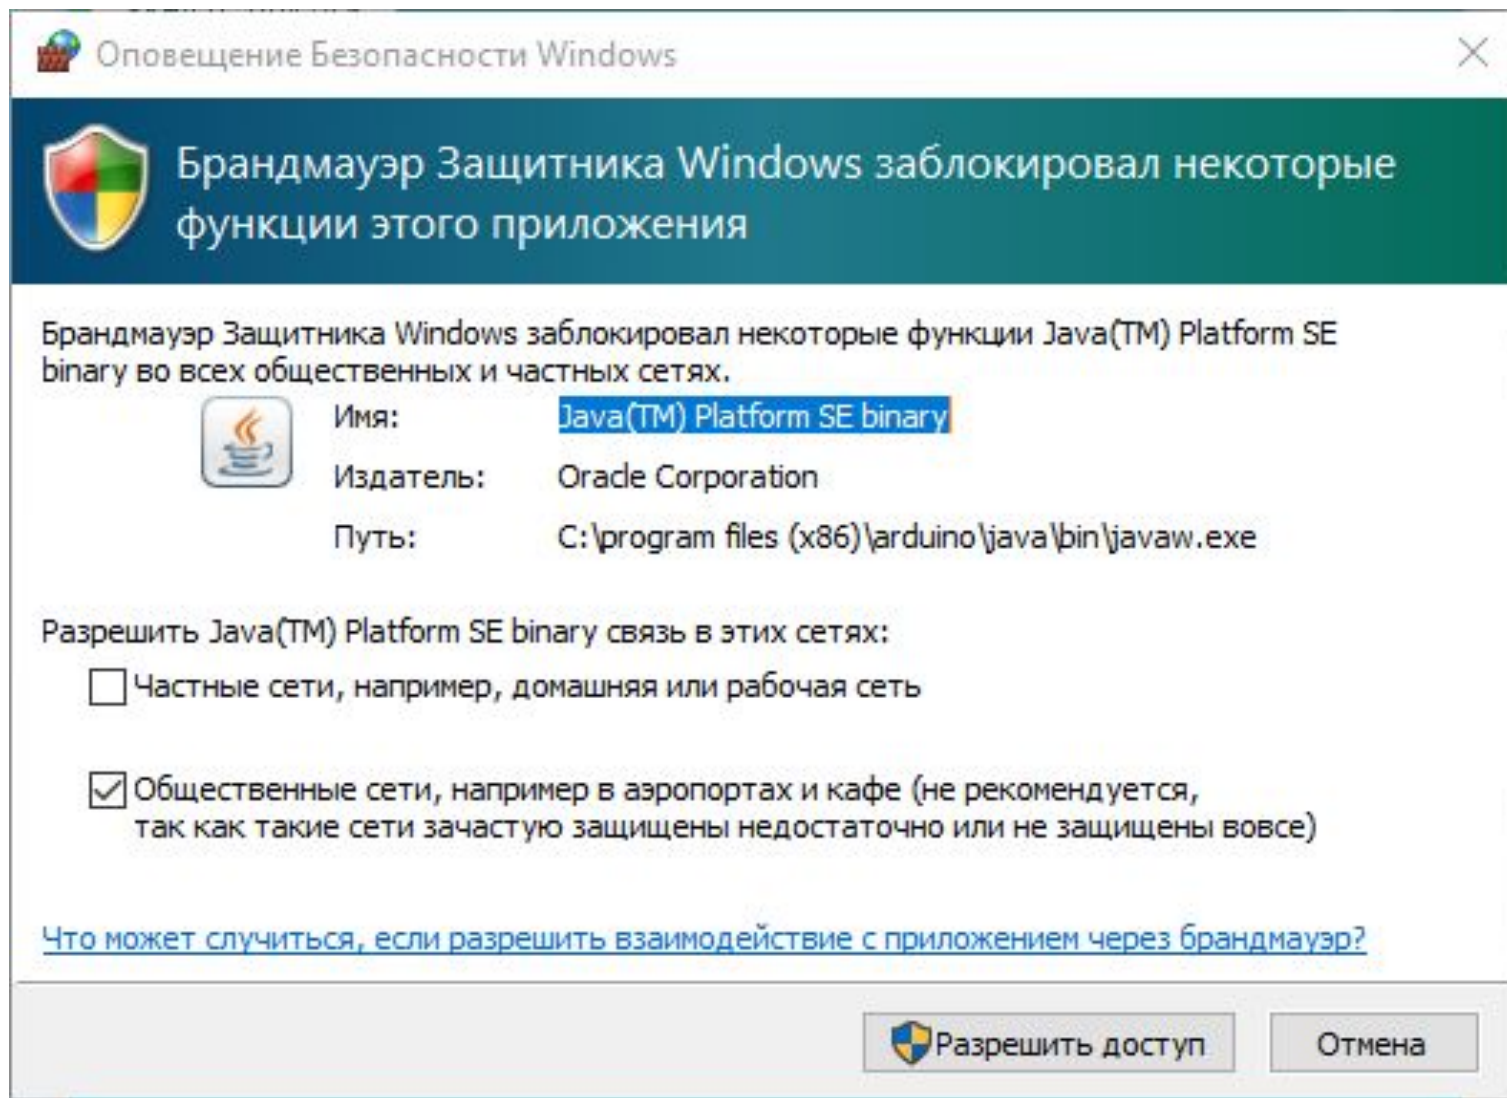 Оповещение Безопасности Windows
Брандмауэр Защитника Windows заблокировал некоторые
функции этого приложения
Брандмауэр Защитника Windows заблокировал некоторые функции Java(TM) Platform SE
binary во всех общественных и частных сетях.
Имя: Java(TM) Platform SE binary
Издатель: Oracle Corporation
Путь: C:\program files (x86)\arduino\java\bin\javaw.exe
Разрешить Java(TM) Platform SE binary связь в этих сетях:
Частные сети, например, домашняя или рабочая сеть
Общественные сети, например в аэропортах и кафе (не рекомендуется,
так как такие сети зачастую защищены недостаточно или не защищены вовсе)
Что может случиться, если разрешить взаимодействие с приложением через брандмауэр?
Разрешить доступ Отмена